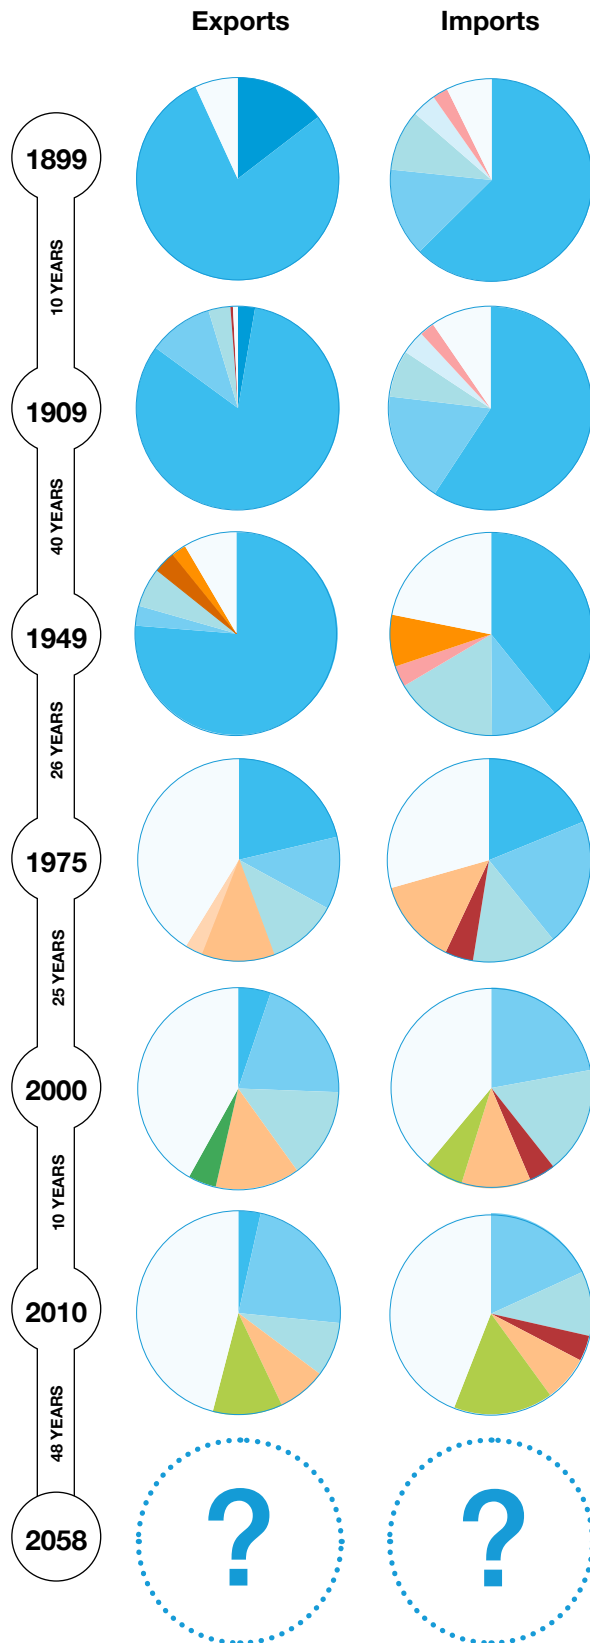 Exports Imports
1899
10 YEARS
1909
40 YEARS
1949
26 YEARS
1975
25 YEARS
2000
10 YEARS
2010
48 YEARS
2058
? ?